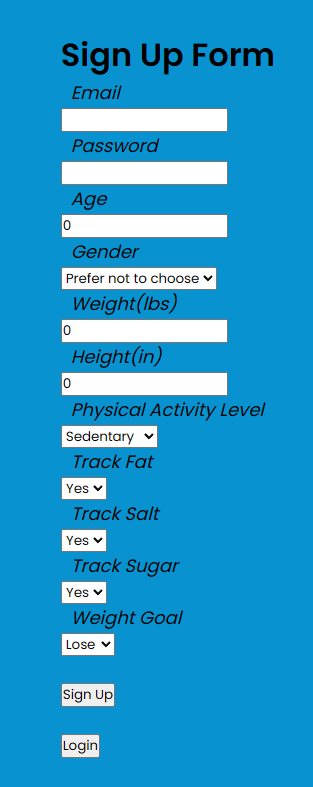 Sign Up Form
Email
Password
Age
0
Gender
Prefer not to choose
Weight(lbs)
0
Height(in)
0
Physical Activity Level
Sedentary
Track Fat
Yes
Track Salt
Yes
Track Sugar
Yes
Weight Goal
Lose
Sign Up
Login